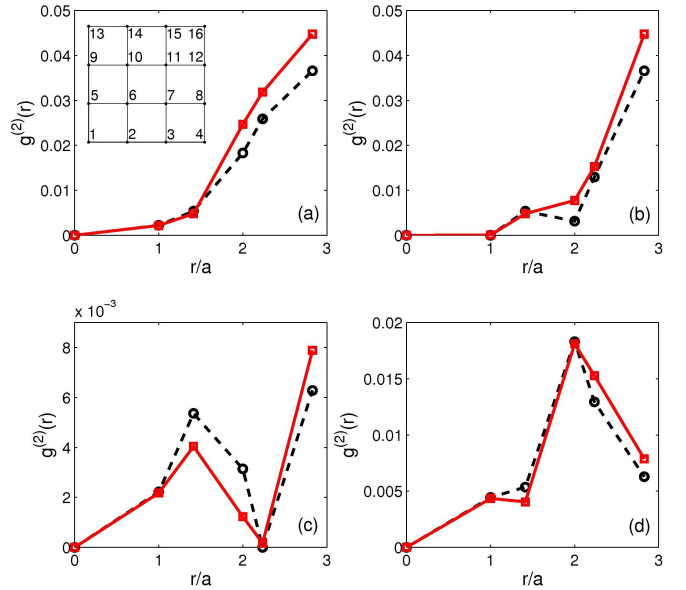 0.05
0.04
0.03
0.02
0.01
0
g(2)(r)
13 14 15 16
9 10 11 12
5 6 7 8
1 2 3 4
(a)
0 1 2 3
r/a
0.05
0.04
0.03
0.02
0.01
0
g(2)(r)
(b)
0 1 2 3
r/a
x 10−3
8
6
4
2
0
g(2)(r)
(c)
0 1 2 3
r/a
0.02
0.015
0.01
0.005
0
g(2)(r)
(d)
0 1 2 3
r/a